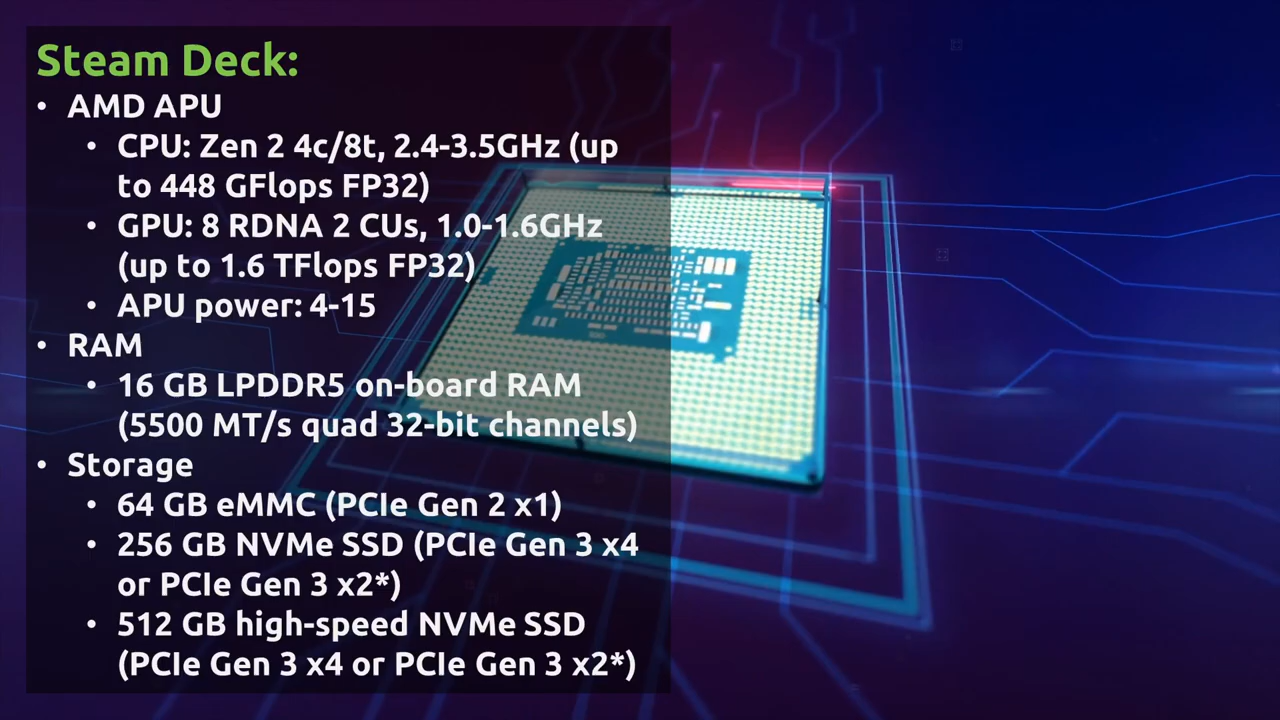 Steam Deck:
• AMD APU
• CPU: Zen 2 4c/8t, 2.4-3.5GHz (up
to 448 GFlops FP32)
• GPU: 8 RDNA 2 CUs, 1.0-1.6GHz
(up to 1.6 TFlops FP32)
• APU power: 4-15
• RAM
• 16 GB LPDDR5 on-board RAM
(5500 MT/s quad 32-bit channels)
• Storage
• 64 GB eMMC (PCIe Gen 2 x1)
• 256 GB NVMe SSD (PCIe Gen 3 x4
or PCIe Gen 3 x2*)
• 512 GB high-speed NVMe SSD
(PCIe Gen 3 x4 or PCIe Gen 3 x2*)